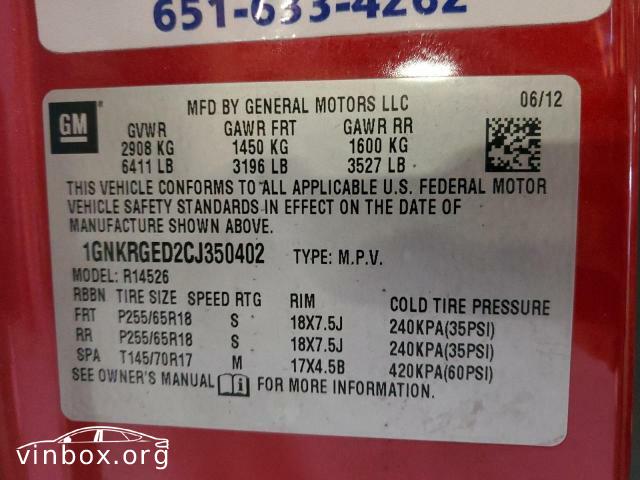 651-633-4262
GM
MFD BY GENERAL MOTORS LLC 06/12
GVWR GAWR FRT GAWR RR
2908 KG 1450 KG 1600 KG
6411 LB 3196 LB 3527 LB
THIS VEHICLE CONFORMS TO ALL APPLICABLE U.S. FEDERAL MOTOR
VEHICLE SAFETY STANDARDS IN EFFECT ON THE DATE OF
MANUFACTURE SHOWN ABOVE.
1GNKRGED2CJ350402 TYPE: M.P.V.
MODEL: R14526
RBBN TIRE SIZE SPEED RTG RIM COLD TIRE PRESSURE
FRT P255/65R18 S 18X7.5J 240KPA(35PSI)
RR P255/65R18 S 18X7.5J 240KPA(35PSI)
SPA T145/70R17 M 17X4.5B 420KPA(60PSI)
SEE OWNER'S MANUAL FOR MORE INFORMATION.
vinbox.org